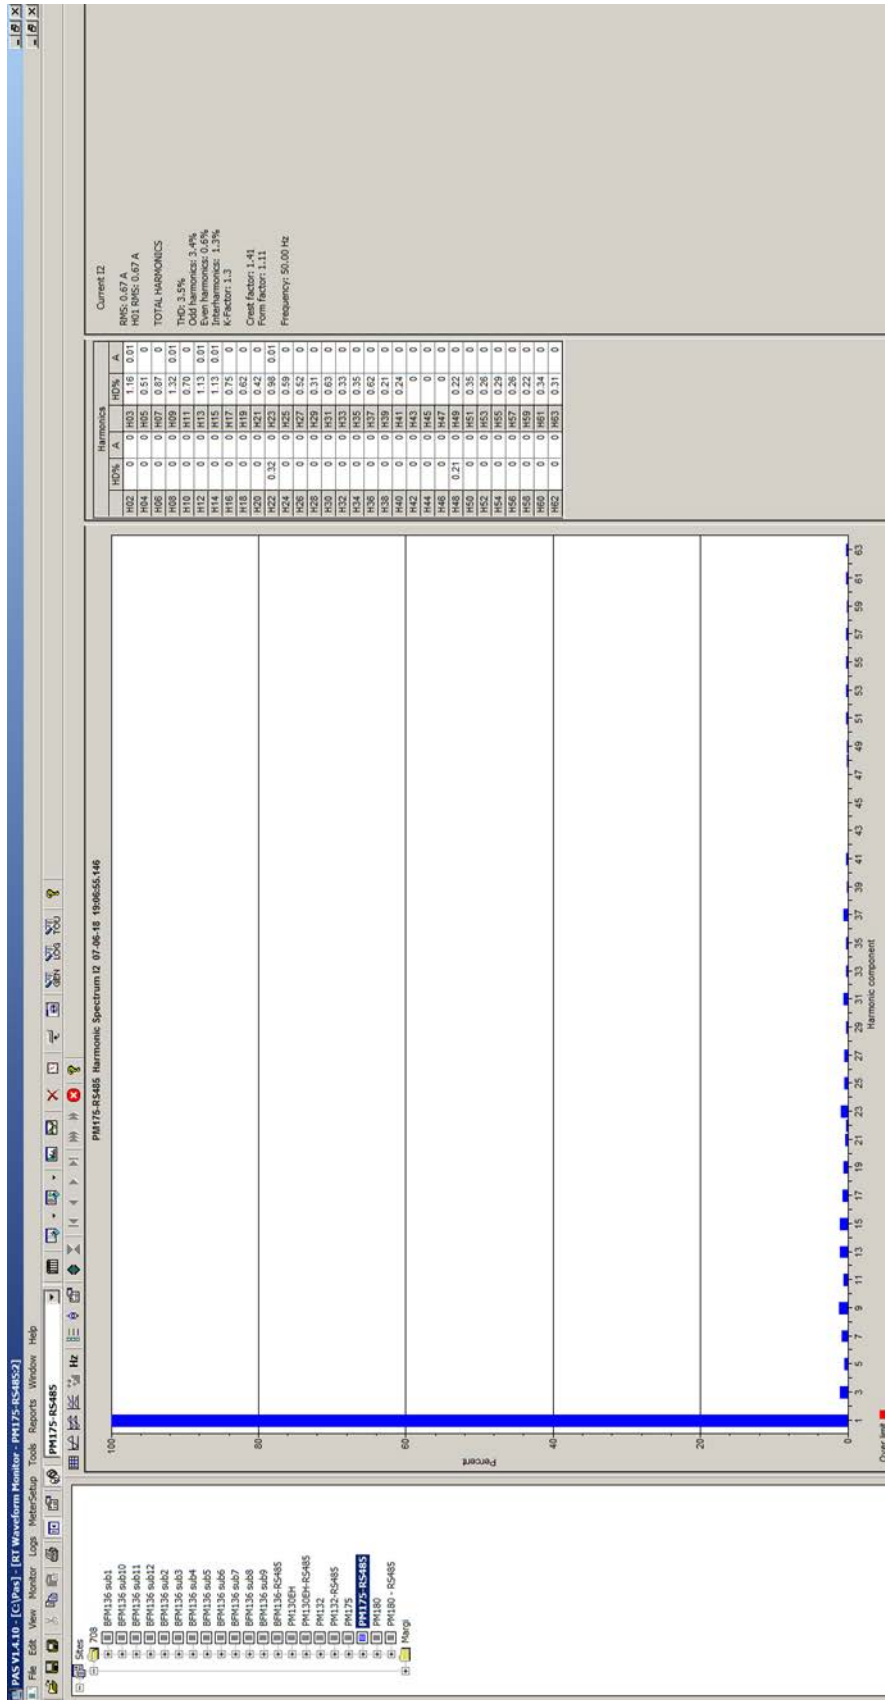 PAS V1.4.10 - [C:\Pas] - [RT Waveform Monitor - PM175-RS485:2]
File Edit View Monitor Logs MeterSetup Tools Reports Window Help
PM175-RS485
GEN LOG TOU
Hz
Sites
708
BFM136 sub1
BFM136 sub10
BFM136 sub11
BFM136 sub12
BFM136 sub2
BFM136 sub3
BFM136 sub4
BFM136 sub5
BFM136 sub6
BFM136 sub7
BFM136 sub8
BFM136 sub9
BFM136-RS485
PM130EH
PM130EH-RS485
PM132
PM132-RS485
PM175
PM175-RS485
PM180
PM180 - RS485
Margi
PM175-RS485 Harmonic Spectrum I2 07-06-18 19:06:55.146
100
80
60
40
20
0
Percent
1 3 5 7 9 11 13 15 17 19 21 23 25 27 29 31 33 35 37 39 41 43 45 47 49 51 53 55 57 59 61 63
Harmonic component
Over limit
Harmonics
HD% A HD% A
H02 0 0 H03 1.16 0.01
H04 0 0 H05 0.51 0
H06 0 0 H07 0.87 0
H08 0 0 H09 1.32 0.01
H10 0 0 H11 0.70 0
H12 0 0 H13 1.13 0.01
H14 0 0 H15 1.13 0.01
H16 0 0 H17 0.75 0
H18 0 0 H19 0.62 0
H20 0 0 H21 0.42 0
H22 0.32 0 H23 0.98 0.01
H24 0 0 H25 0.59 0
H26 0 0 H27 0.52 0
H28 0 0 H29 0.31 0
H30 0 0 H31 0.63 0
H32 0 0 H33 0.33 0
H34 0 0 H35 0.35 0
H36 0 0 H37 0.62 0
H38 0 0 H39 0.21 0
H40 0 0 H41 0.24 0
H42 0 0 H43 0 0
H44 0 0 H45 0 0
H46 0 0 H47 0 0
H48 0.21 0 H49 0.22 0
H50 0 0 H51 0.35 0
H52 0 0 H53 0.26 0
H54 0 0 H55 0.29 0
H56 0 0 H57 0.26 0
H58 0 0 H59 0.22 0
H60 0 0 H61 0.34 0
H62 0 0 H63 0.31 0
Current I2
RMS: 0.67 A
H01 RMS: 0.67 A
TOTAL HARMONICS
THD: 3.5%
Odd harmonics: 3.4%
Even harmonics: 0.6%
Interharmonics: 1.3%
K-Factor: 1.3
Crest factor: 1.41
Form factor: 1.11
Frequency: 50.00 Hz